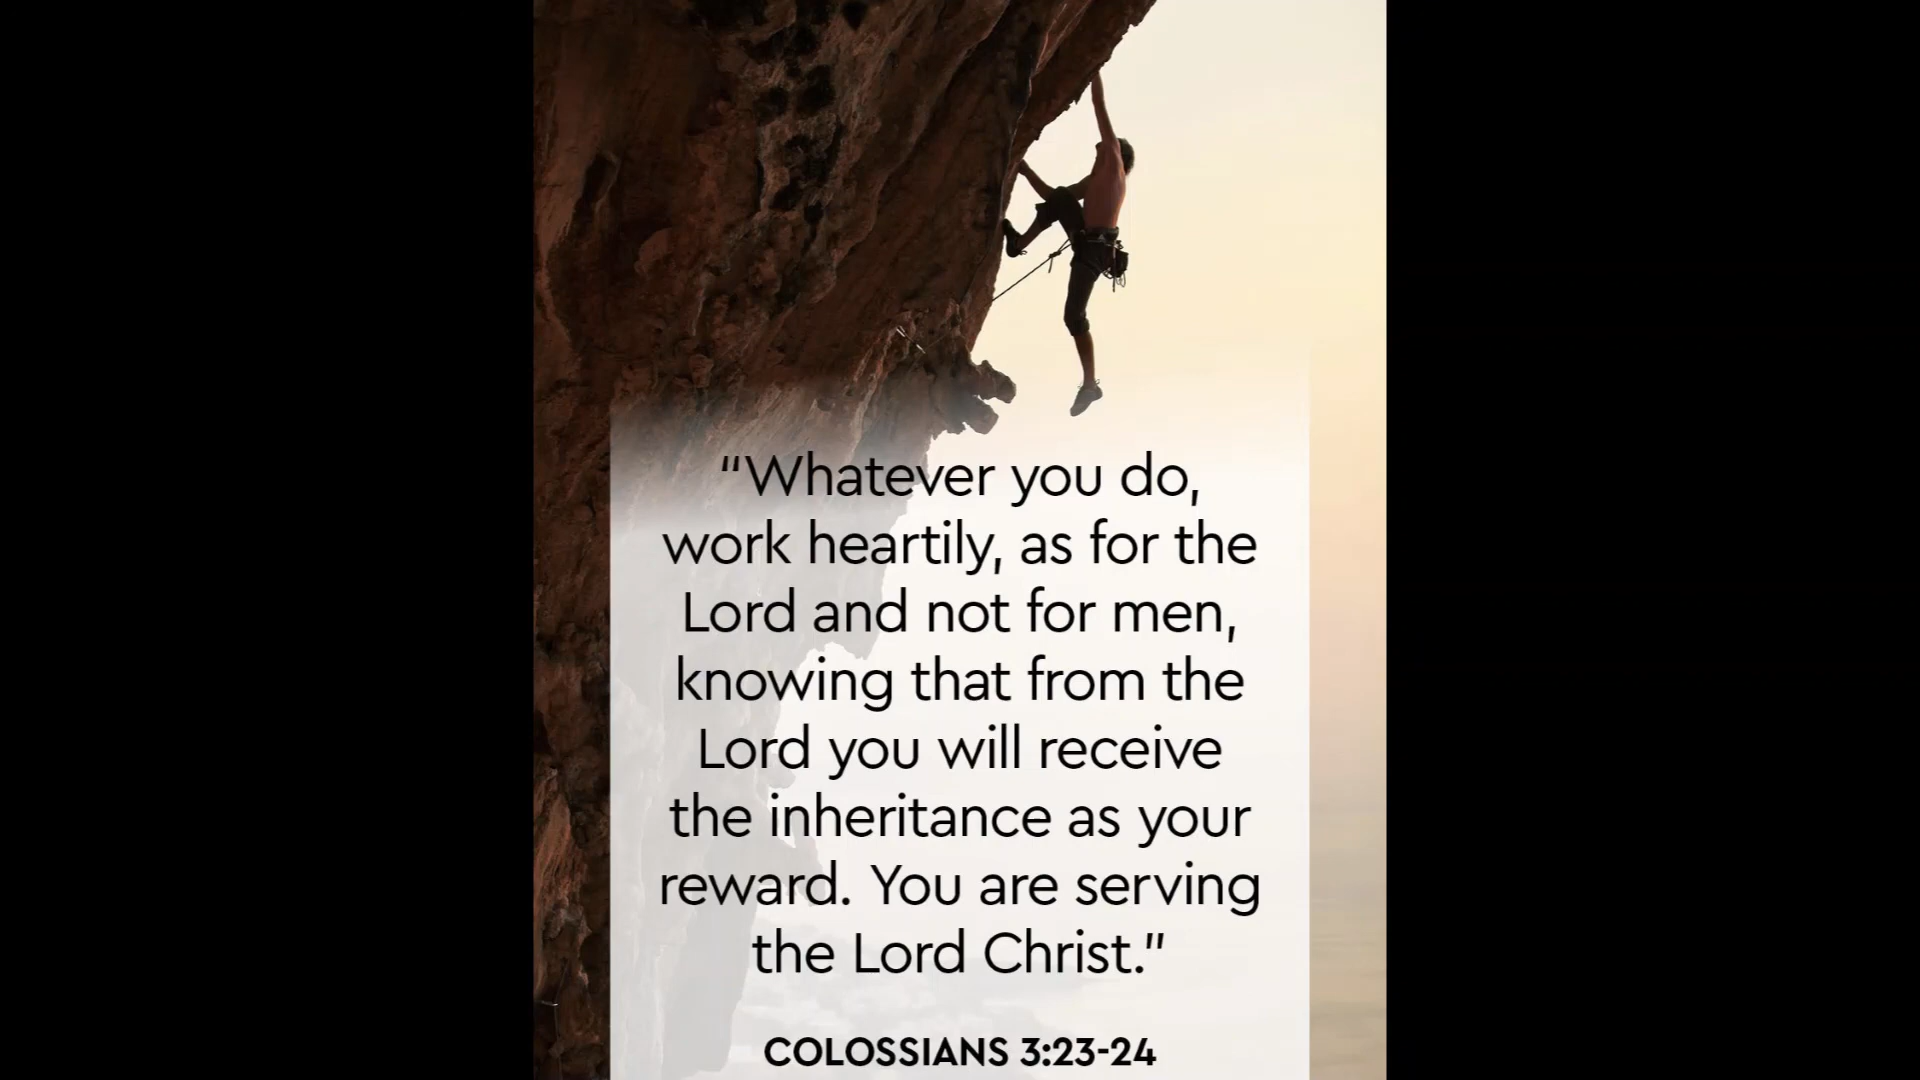 “Whatever you do,
work heartily, as for the
Lord and not for men,
knowing that from the
Lord you will receive
the inheritance as your
reward. You are serving
the Lord Christ.”
COLOSSIANS 3:23-24